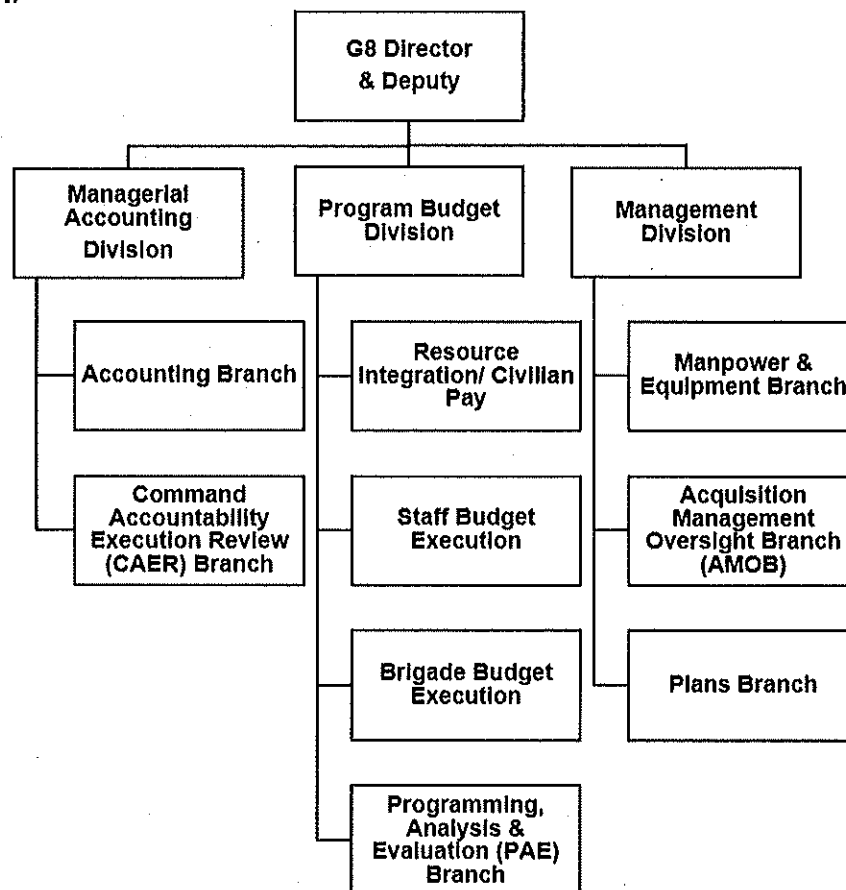 G8 Director
& Deputy
Managerial
Accounting
Division
Program Budget
Division
Management
Division
Accounting Branch
Resource
Integration/ Civilian
Pay
Manpower &
Equipment Branch
Command
Accountability
Execution Review
(CAER) Branch
Staff Budget
Execution
Acquisition
Management
Oversight Branch
(AMOB)
Brigade Budget
Execution
Plans Branch
Programming,
Analysis &
Evaluation (PAE)
Branch